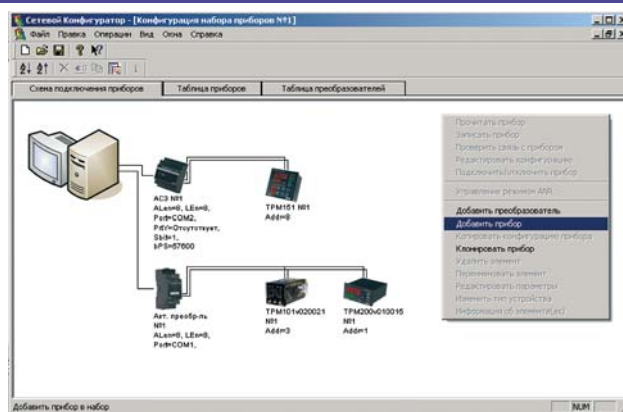 Сетевой Конфигуратор - [Конфигурация набора приборов №1]
Файл Правка Операции Вид Окна Справка
Схема подключения приборов Таблица приборов Таблица преобразователей
АС3 №1
ALen=8, LEn=8,
Port=COM2,
PrtY=Отсутствует,
Sbit=1,
bPS=57600
ТРМ151 №1
Addr=8
Авт. преобр-ль
№1
ALen=8, LEn=8,
Port=COM1,
ТРМ101v020021
№1
Addr=3
ТРМ200v010015
№1
Addr=1
Прочитать прибор
Записать прибор
Проверить связь с прибором
Редактировать конфигурацию
Подключить/отключить прибор
Управление режимом ANR
Добавить преобразователь
Добавить прибор
Копировать конфигурацию прибора
Клонировать прибор
Удалить элемент
Переименовать элемент
Редактировать параметры
Изменить тип устройства
Информация об элементе(ах)
Добавить прибор в набор
NUM